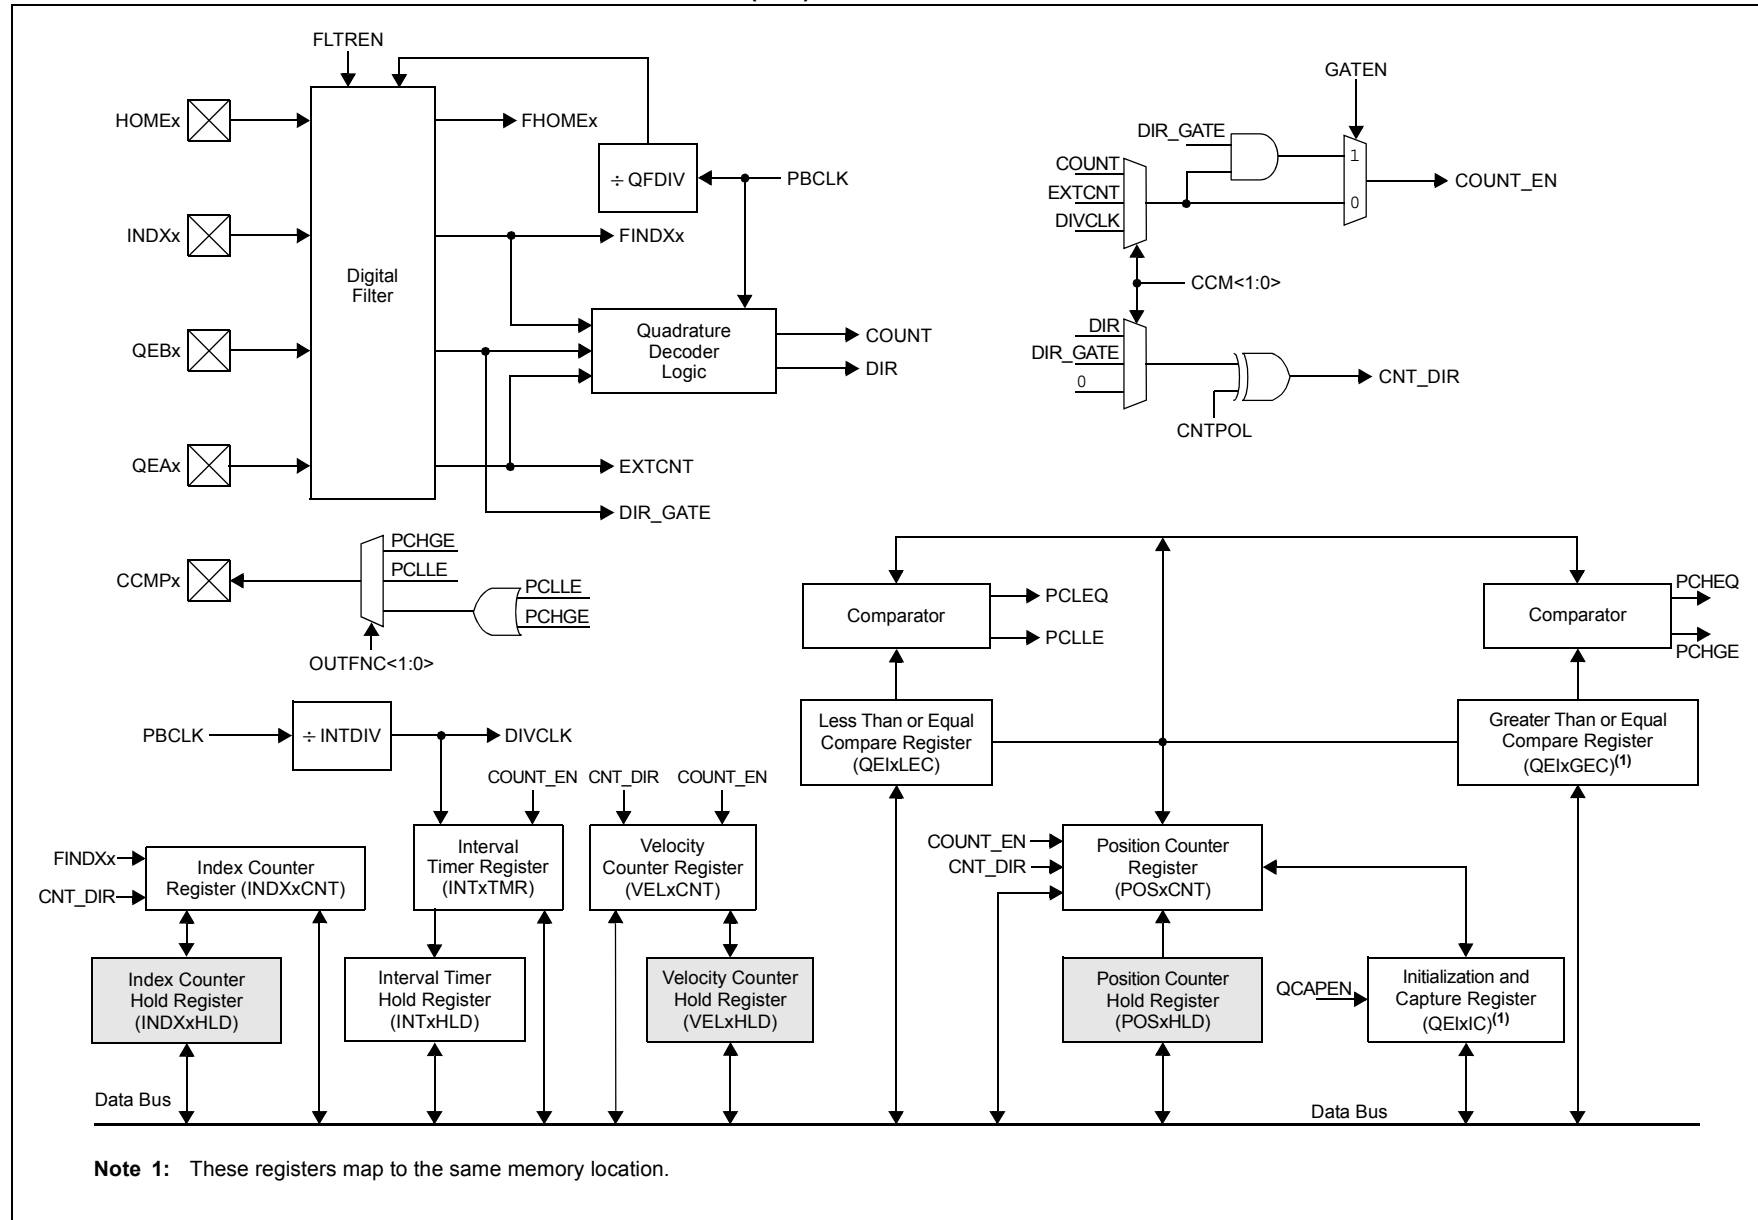 FLTREN
HOMEx
FHOMEx
÷ QFDIV
PBCLK
INDXx
FINDXx
Digital
Filter
QEBx
Quadrature
Decoder
Logic
COUNT
DIR
QEAx
EXTCNT
DIR_GATE
GATEN
DIR_GATE
COUNT
EXTCNT
DIVCLK
1
0
COUNT_EN
CCM<1:0>
DIR
DIR_GATE
0
CNT_DIR
CNTPOL
CCMPx
PCHGE
PCLLE
PCLLE
PCHGE
OUTFNC<1:0>
Comparator
PCLEQ
PCLLE
Comparator
PCHEQ
PCHGE
PBCLK
÷ INTDIV
DIVCLK
Less Than or Equal
Compare Register
(QEIxLEC)
Greater Than or Equal
Compare Register
(QEIxGEC)(1)
COUNT_EN
CNT_DIR
COUNT_EN
FINDXx
CNT_DIR
Index Counter
Register (INDXxCNT)
Interval
Timer Register
(INTxTMR)
Velocity
Counter Register
(VELxCNT)
COUNT_EN
CNT_DIR
Position Counter
Register
(POSxCNT)
Index Counter
Hold Register
(INDXxHLD)
Interval Timer
Hold Register
(INTxHLD)
Velocity Counter
Hold Register
(VELxHLD)
Position Counter
Hold Register
(POSxHLD)
QCAPEN
Initialization and
Capture Register
(QEIxIC)(1)
Data Bus
Data Bus
Note 1: These registers map to the same memory location.